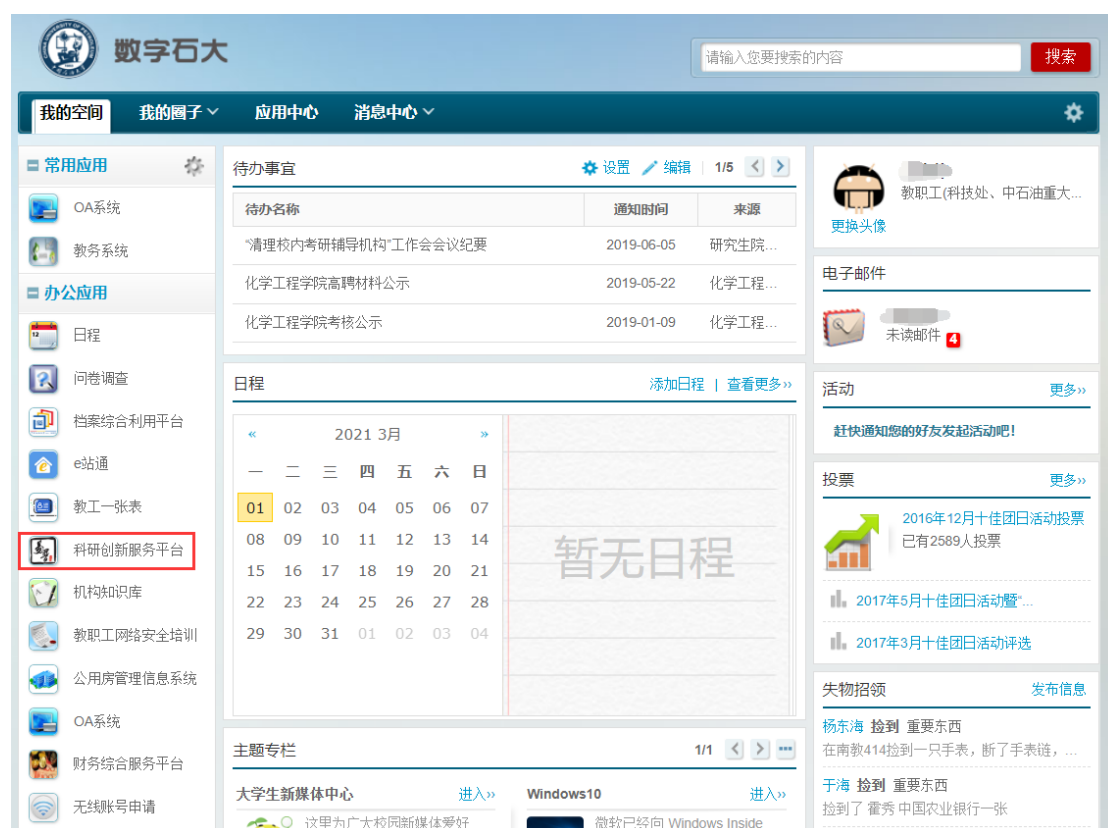 数字石大
请输入您要搜索的内容
搜索
我的空间 我的圈子 应用中心 消息中心
常用应用
OA系统
教务系统
办公应用
日程
问卷调查
档案综合利用平台
e站通
教工一张表
科研创新服务平台
机构知识库
教职工网络安全培训
公用房管理信息系统
OA系统
财务综合服务平台
无线账号申请
待办事宜 设置 编辑 1/5
待办名称 通知时间 来源
“清理校内考研辅导机构”工作会会议纪要 2019-06-05 研究生院...
化学工程学院高聘材料公示 2019-05-22 化学工程...
化学工程学院考核公示 2019-01-09 化学工程...
日程 添加日程 | 查看更多››
« 2021 3月 »
一 二 三 四 五 六 日
01 02 03 04 05 06 07
08 09 10 11 12 13 14
15 16 17 18 19 20 21
22 23 24 25 26 27 28
29 30 31 01 02 03 04
暂无日程
主题专栏 1/1
大学生新媒体中心 进入››
这里为广大校园新媒体爱好
Windows10 进入››
微软已经向 Windows Inside
教职工(科技处、中石油重大...
更换头像
电子邮件
未读邮件 4
活动 更多››
赶快通知您的好友发起活动吧!
投票 更多››
2016年12月十佳团日活动投票
已有2589人投票
2017年5月十佳团日活动暨“...
2017年3月十佳团日活动评选
失物招领 发布信息
杨东海 捡到 重要东西
在南教414捡到一只手表，断了手表链，...
于海 捡到 重要东西
捡到了 霍秀 中国农业银行一张